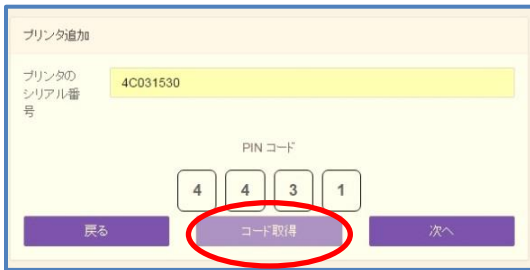 プリンタ追加
プリンタの
シリアル番
号
4C031530
PIN コード
4 4 3 1
戻る コード取得 次へ